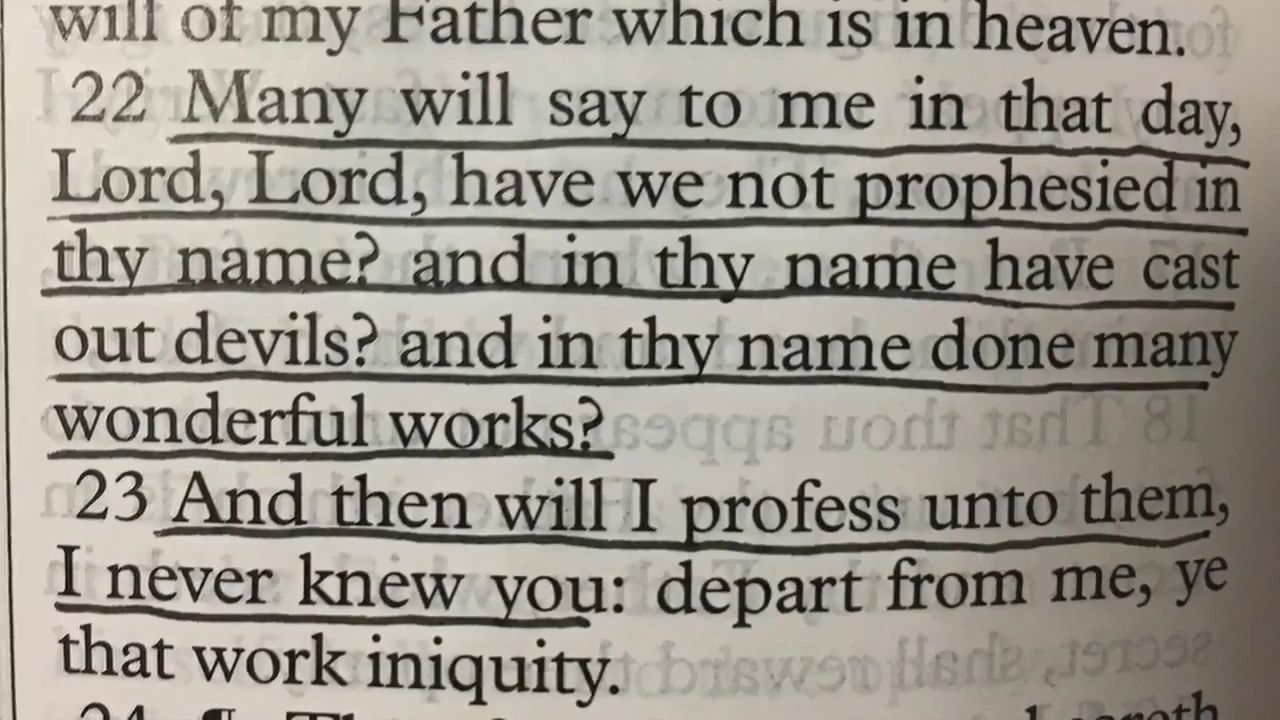 will of my Father which is in heaven.
22 Many will say to me in that day,
Lord, Lord, have we not prophesied in
thy name? and in thy name have cast
out devils? and in thy name done many
wonderful works?
23 And then will I profess unto them,
I never knew you: depart from me, ye
that work iniquity.
24 ¶